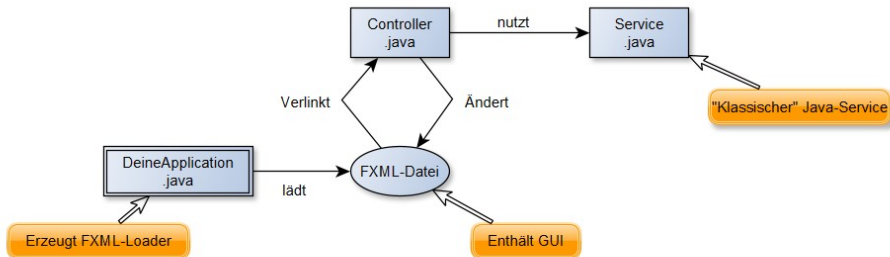 Controller
.java
nutzt
Service
.java
Verlinkt
Ändert
"Klassischer" Java-Service
DeineApplication
.java
lädt
FXML-Datei
Erzeugt FXML-Loader
Enthält GUI